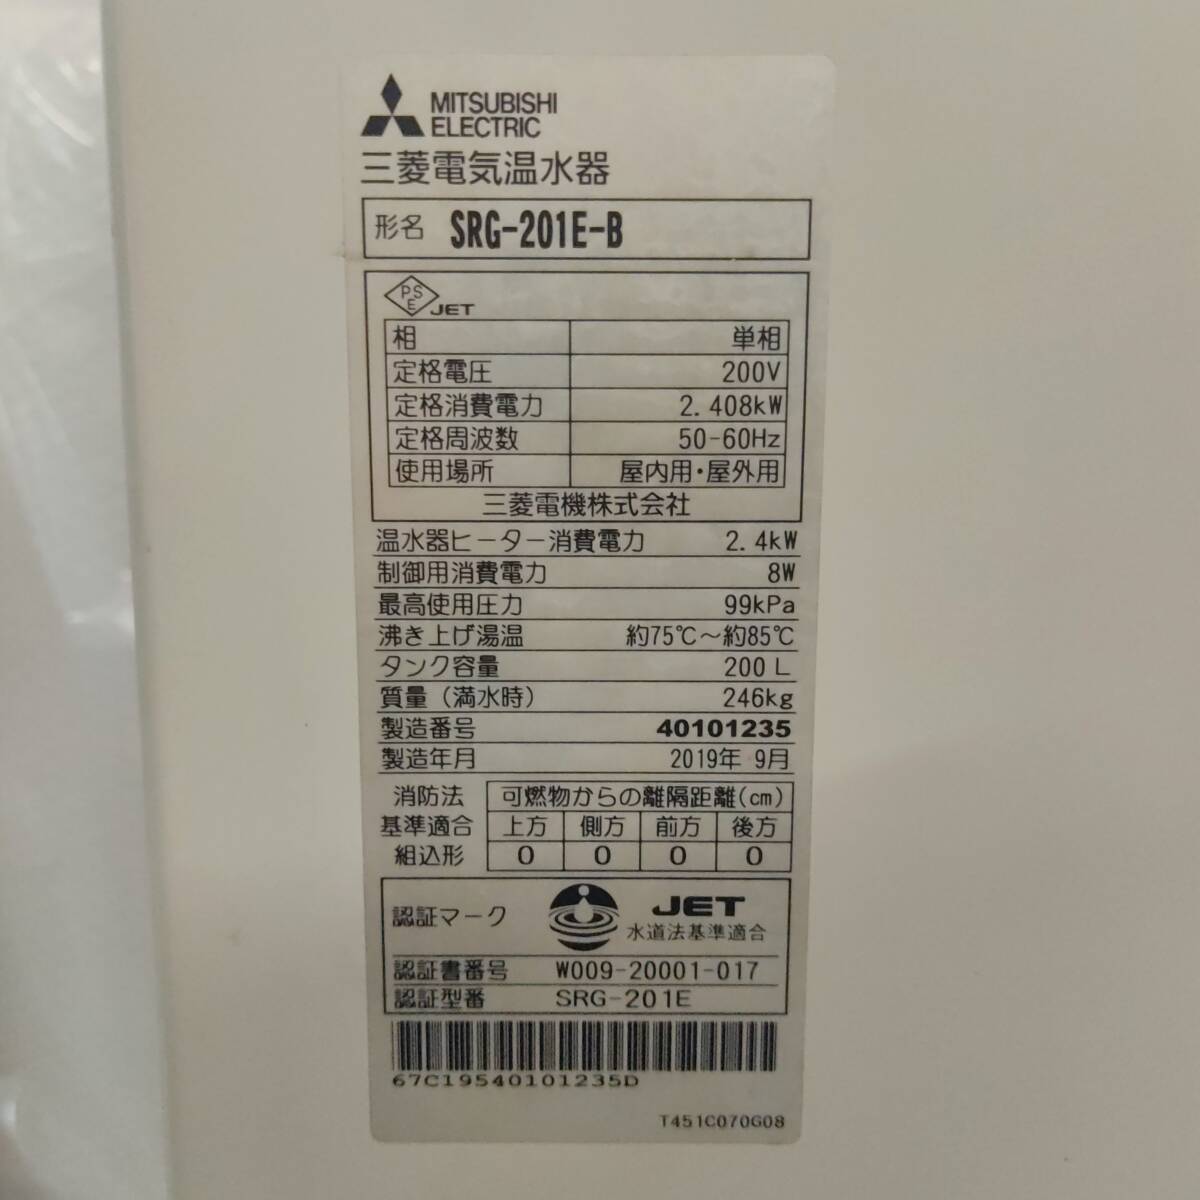 MITSUBISHI
ELECTRIC
三菱電気温水器
形名 SRG-201E-B
PSE JET
相 単相
定格電圧 200V
定格消費電力 2.408kW
定格周波数 50-60Hz
使用場所 屋内用・屋外用
三菱電機株式会社
温水器ヒーター消費電力 2.4kW
制御用消費電力 8W
最高使用圧力 99kPa
沸き上げ湯温 約75℃～約85℃
タンク容量 200L
質量(満水時) 246kg
製造番号 40101235
製造年月 2019年 9月
消防法 可燃物からの離隔距離(cm)
基準適合 上方 側方 前方 後方
組込形 0 0 0 0
認証マーク JET
水道法基準適合
認証書番号 W009-20001-017
認証型番 SRG-201E
67C19540101235D
T451C070G08